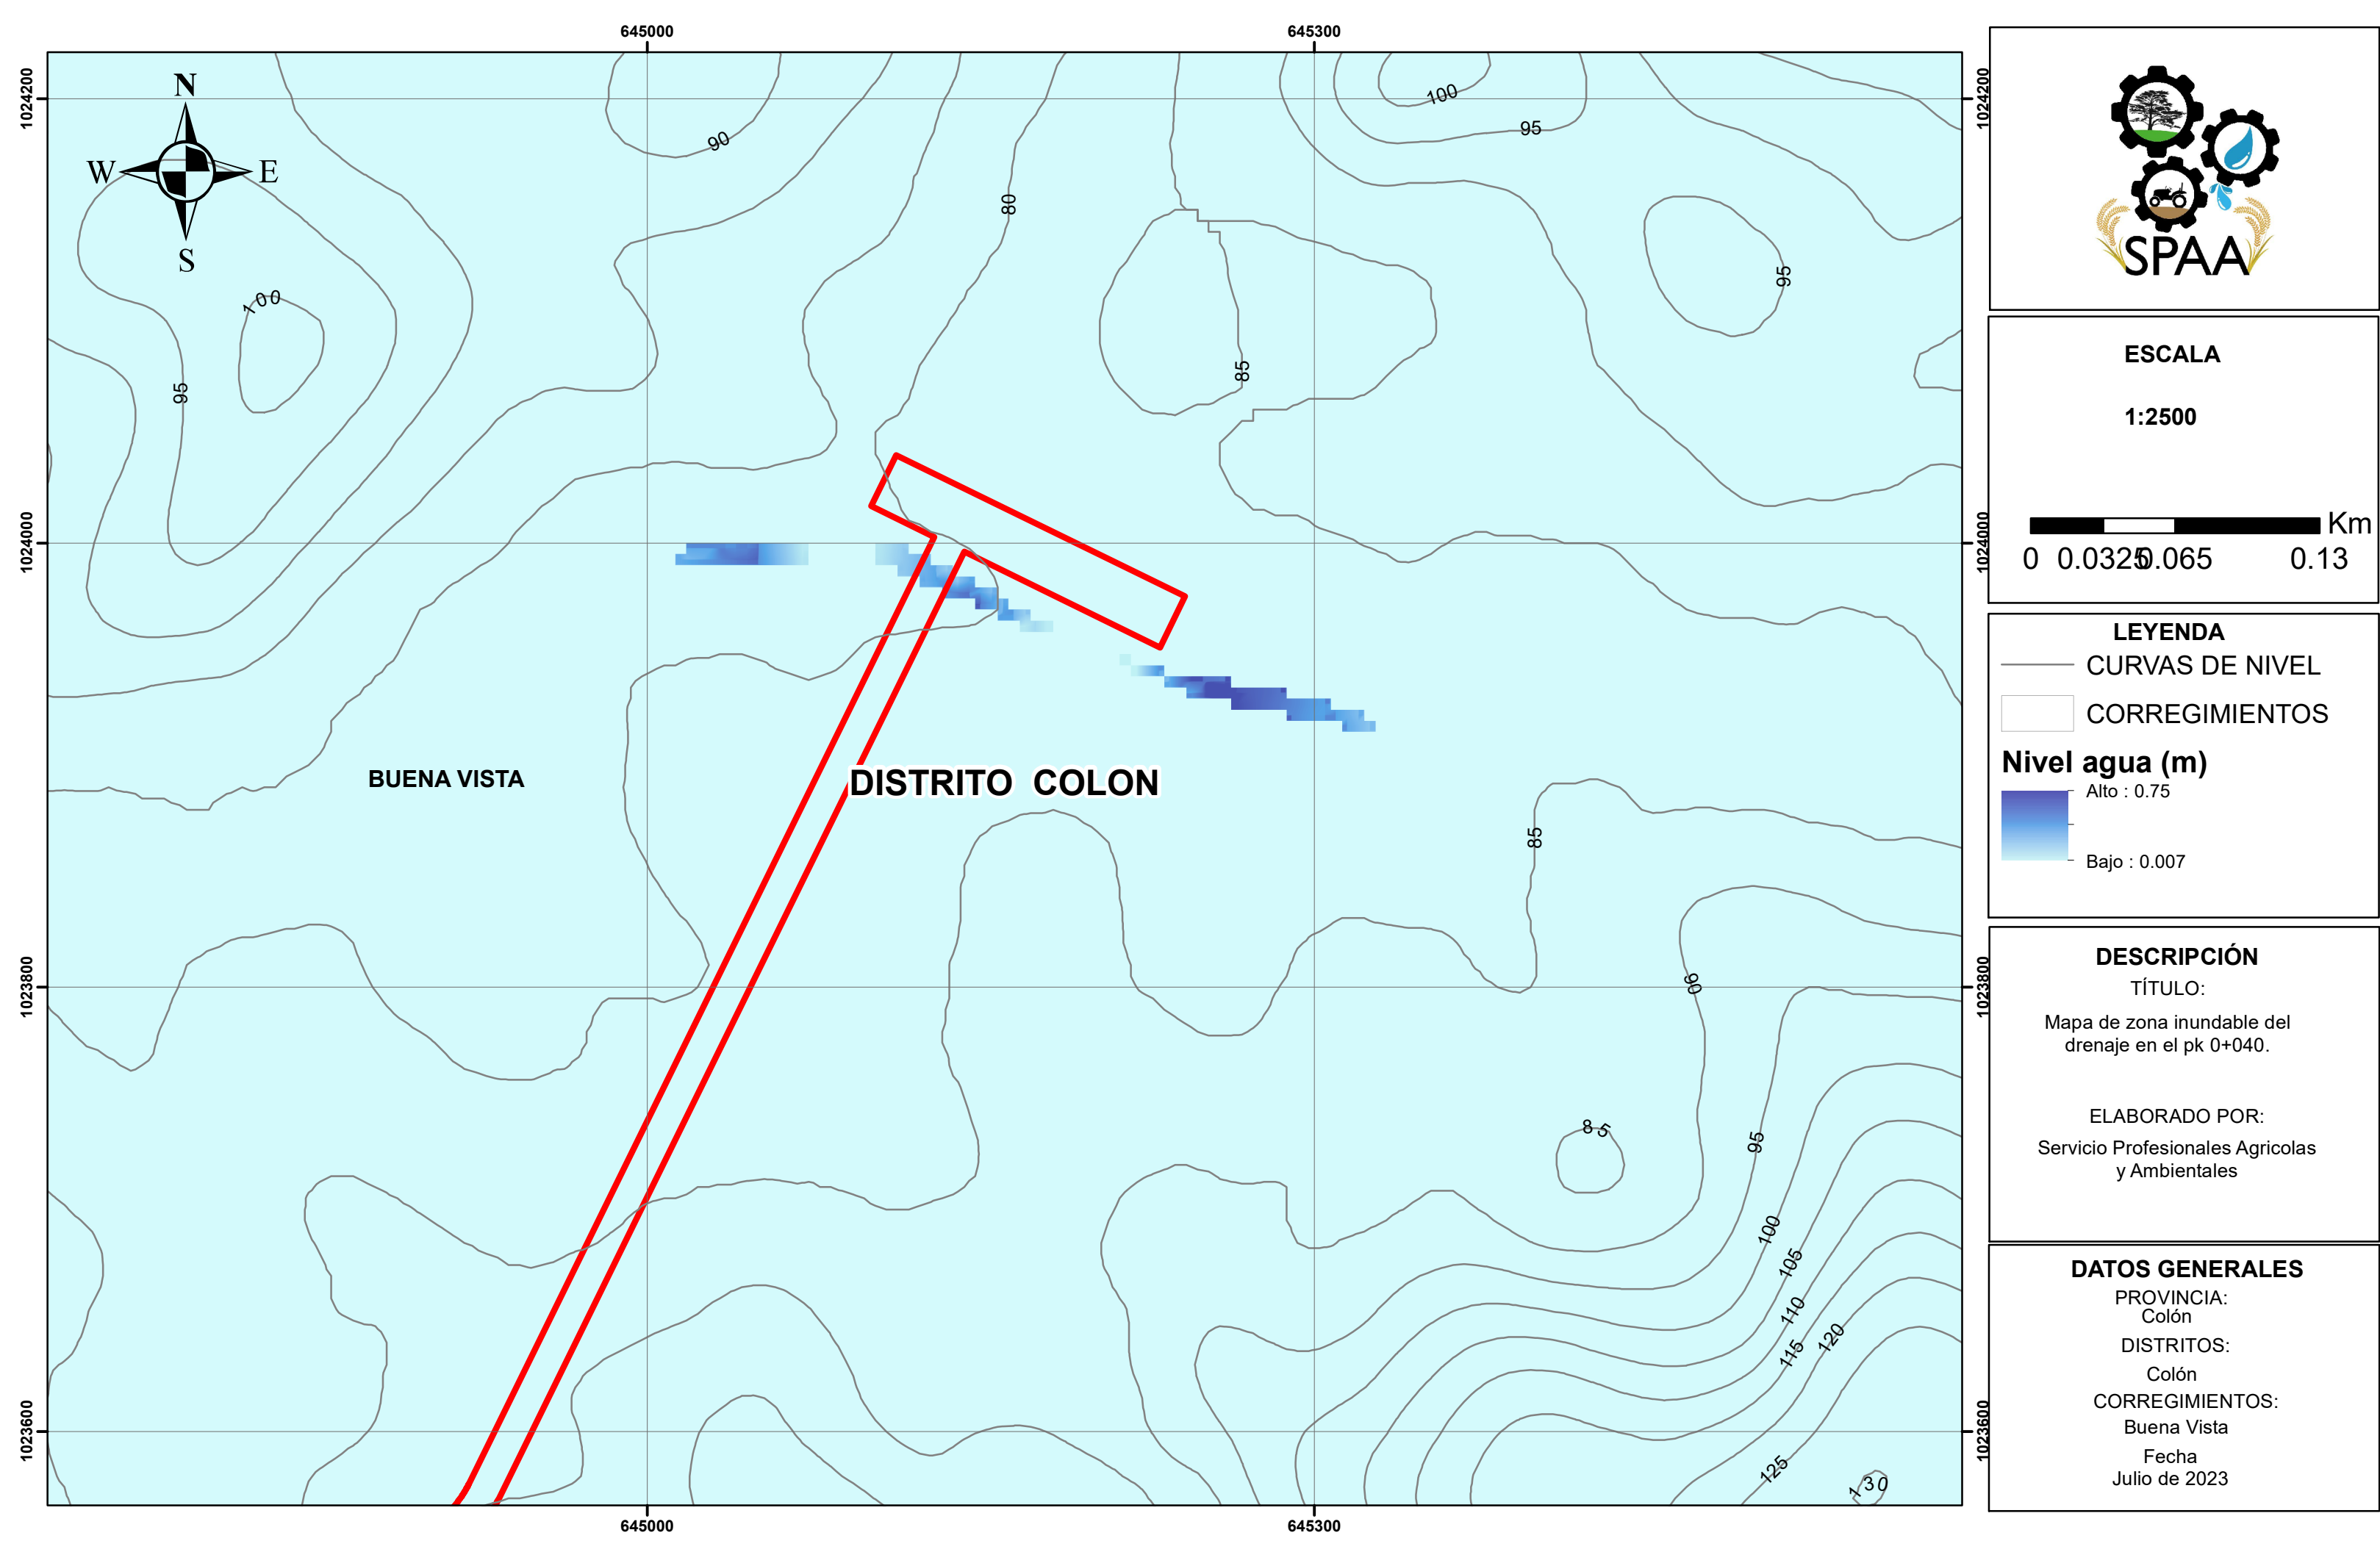 645000
645300
1024200
1024200
N
W
E
S
100
90
95
80
95
100
95
85
1024000
1024000
BUENA VISTA
DISTRITO COLON
85
1023800
1023800
90
85
95
100
105
110
115
120
125
130
1023600
1023600
645000
645300
SPAA
ESCALA
1:2500
Km
0 0.0325 0.065 0.13
LEYENDA
CURVAS DE NIVEL
CORREGIMIENTOS
Nivel agua (m)
Alto : 0.75
Bajo : 0.007
DESCRIPCIÓN
TÍTULO:
Mapa de zona inundable del
drenaje en el pk 0+040.
ELABORADO POR:
Servicio Profesionales Agricolas
y Ambientales
DATOS GENERALES
PROVINCIA:
Colón
DISTRITOS:
Colón
CORREGIMIENTOS:
Buena Vista
Fecha
Julio de 2023